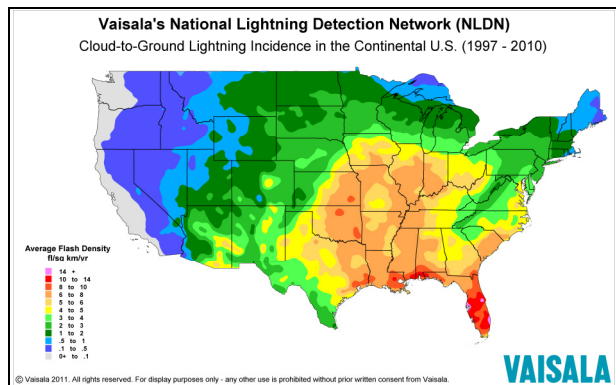 Vaisala's National Lightning Detection Network (NLDN)
Cloud-to-Ground Lightning Incidence in the Continental U.S. (1997 - 2010)
Average Flash Density
fl/sq km/yr
14 +
10 to 14
8 to 10
6 to 8
5 to 6
4 to 5
3 to 4
2 to 3
1 to 2
.5 to 1
.1 to .5
0+ to .1
© Vaisala 2011. All rights reserved. For display purposes only - any other use is prohibited without prior written consent from Vaisala.
VAISALA